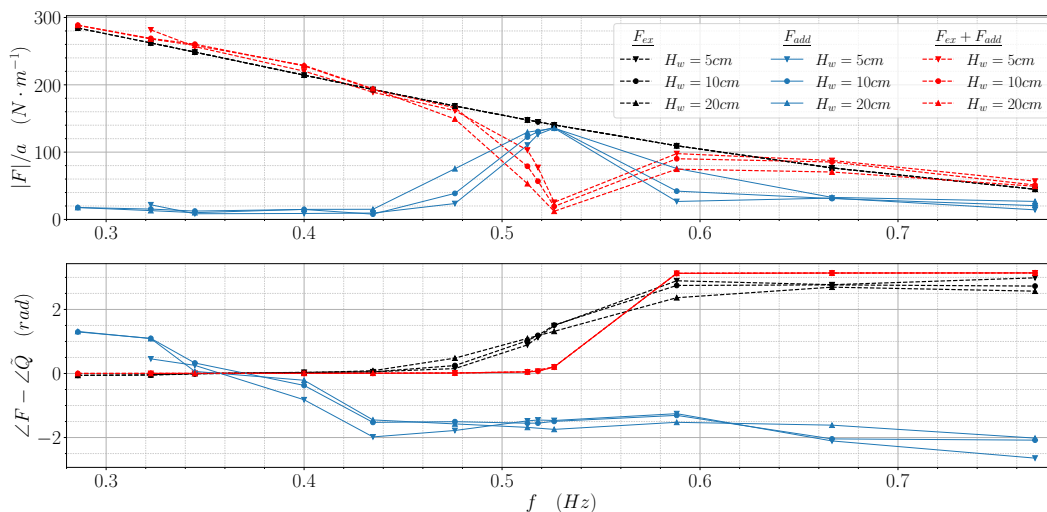 |F|/a (N · m⁻¹)
300
200
100
0
F_ex F_add F_ex + F_add
H_w = 5cm H_w = 5cm H_w = 5cm
H_w = 10cm H_w = 10cm H_w = 10cm
H_w = 20cm H_w = 20cm H_w = 20cm
0.3 0.4 0.5 0.6 0.7
∠F − ∠Q̃ (rad)
2
0
−2
0.3 0.4 0.5 0.6 0.7
f (Hz)